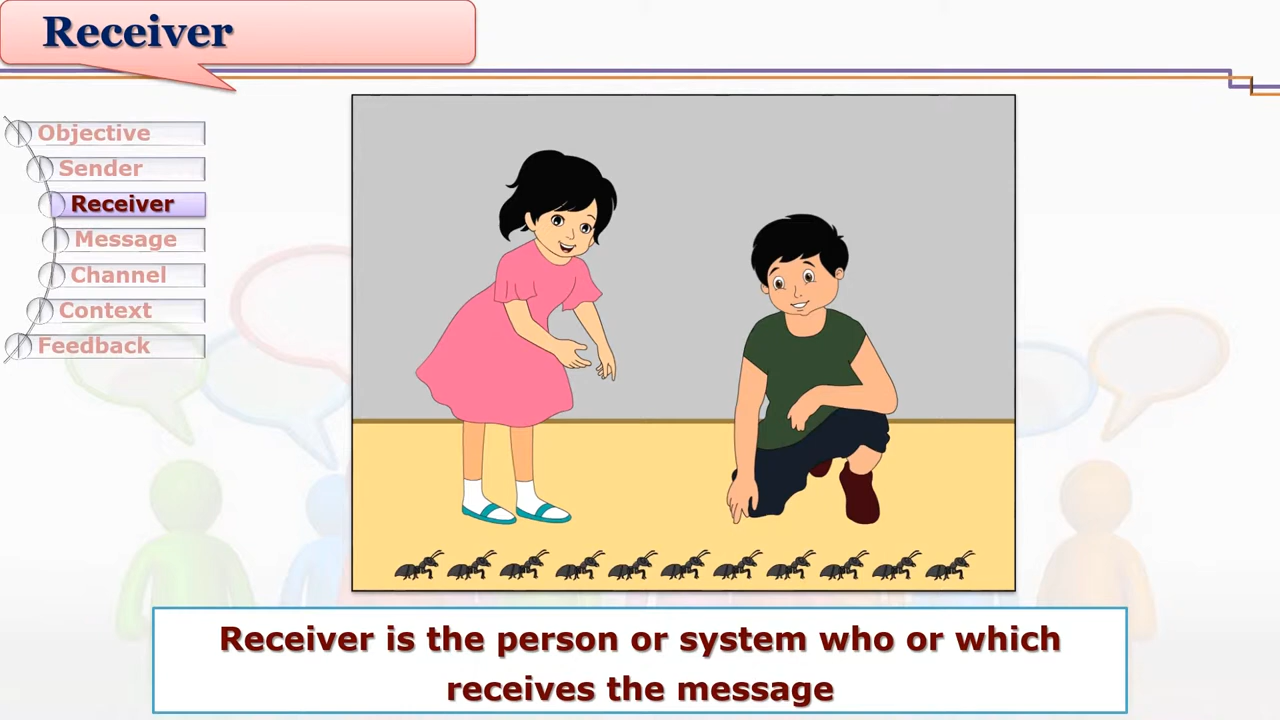 Receiver
Objective
Sender
Receiver
Message
Channel
Context
Feedback
Receiver is the person or system who or which
receives the message